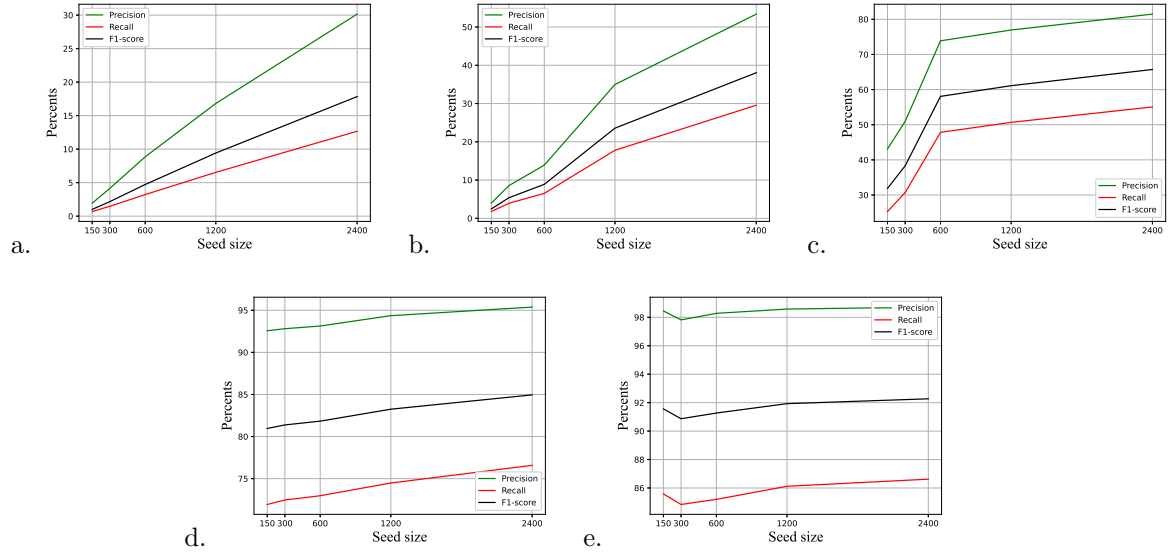 30
25
20
15
10
5
0
Percents
Precision
Recall
F1-score
150 300 600 1200 2400
Seed size
a.
50
40
30
20
10
0
Percents
Precision
Recall
F1-score
150 300 600 1200 2400
Seed size
b.
80
70
60
50
40
30
Percents
Precision
Recall
F1-score
150 300 600 1200 2400
Seed size
c.
95
90
85
80
75
Percents
Precision
Recall
F1-score
150 300 600 1200 2400
Seed size
d.
98
96
94
92
90
88
86
Percents
Precision
Recall
F1-score
150 300 600 1200 2400
Seed size
e.